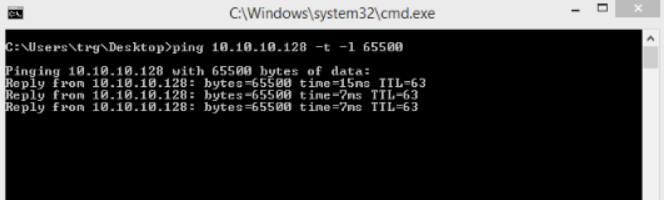 C:\Windows\system32\cmd.exe
C:\Users\trg\Desktop>ping 10.10.10.128 -t -l 65500
Pinging 10.10.10.128 with 65500 bytes of data:
Reply from 10.10.10.128: bytes=65500 time=15ms TTL=63
Reply from 10.10.10.128: bytes=65500 time=7ms TTL=63
Reply from 10.10.10.128: bytes=65500 time=7ms TTL=63